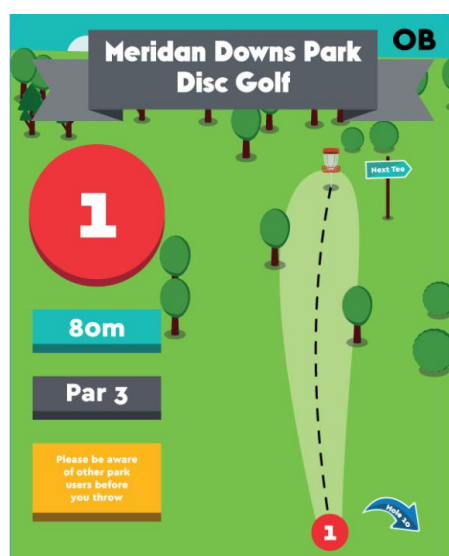 Meridan Downs Park
Disc Golf
OB
Next Tee
1
80m
Par 3
Please be aware
of other park
users before
you throw
1
Hole 10